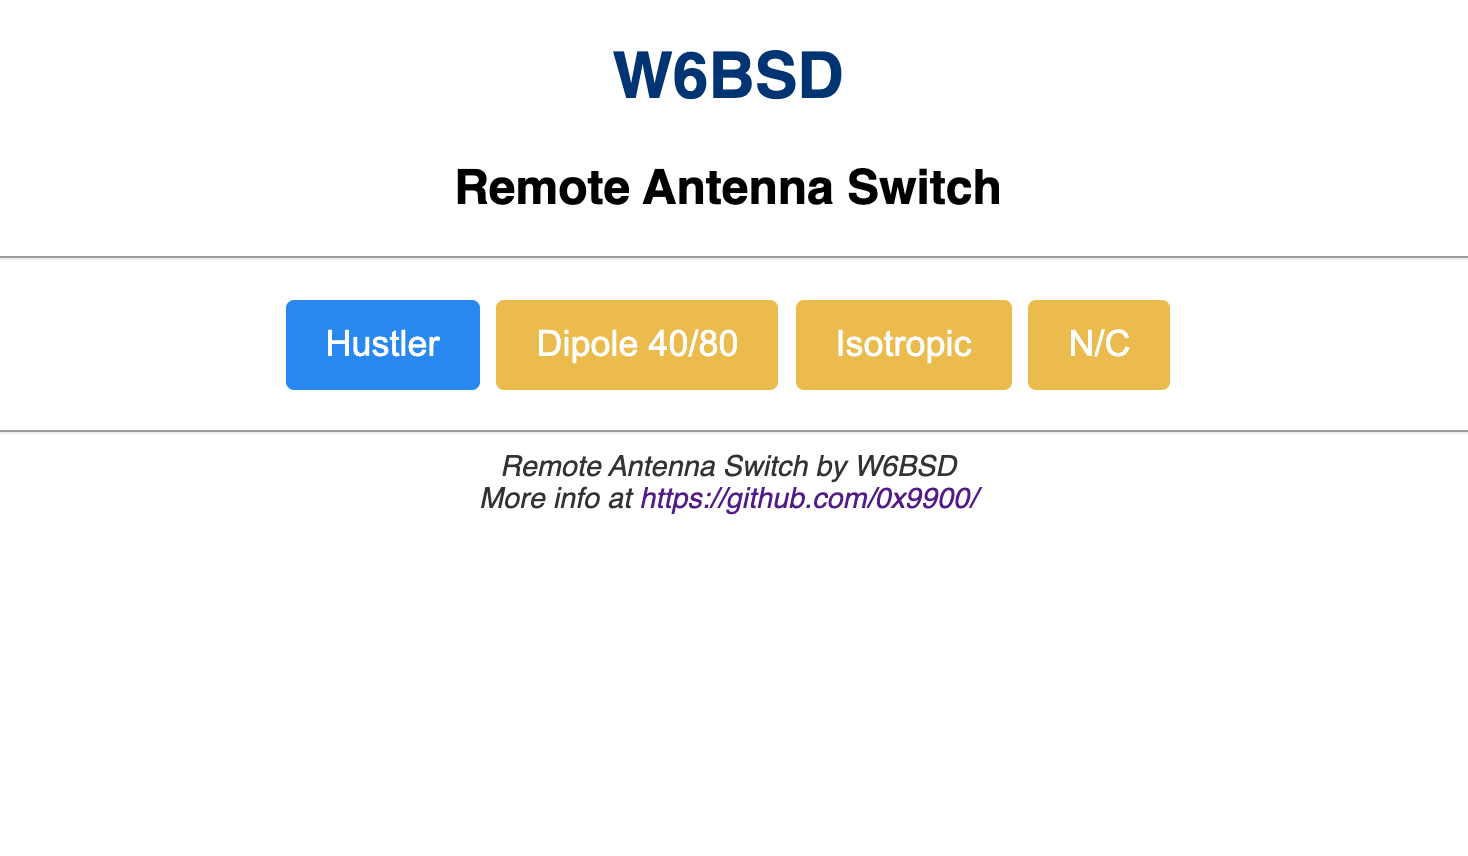 W6BSD
Remote Antenna Switch
Hustler Dipole 40/80 Isotropic N/C
Remote Antenna Switch by W6BSD
More info at https://github.com/0x9900/